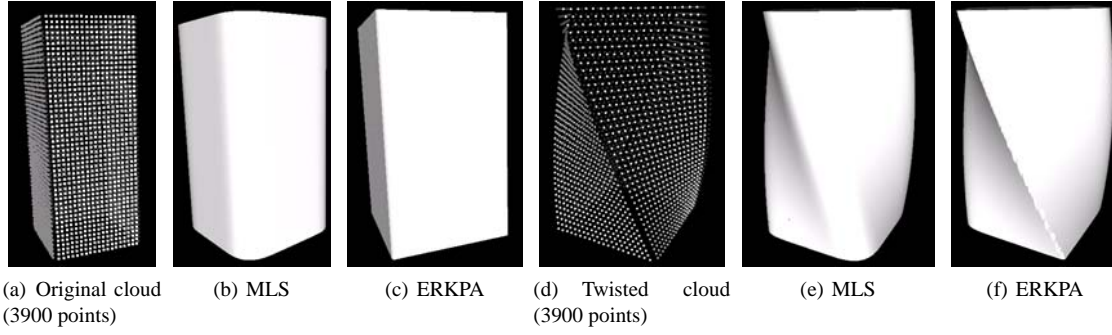 (a) Original cloud
(3900 points)
(b) MLS
(c) ERKPA
(d) Twisted cloud
(3900 points)
(e) MLS
(f) ERKPA